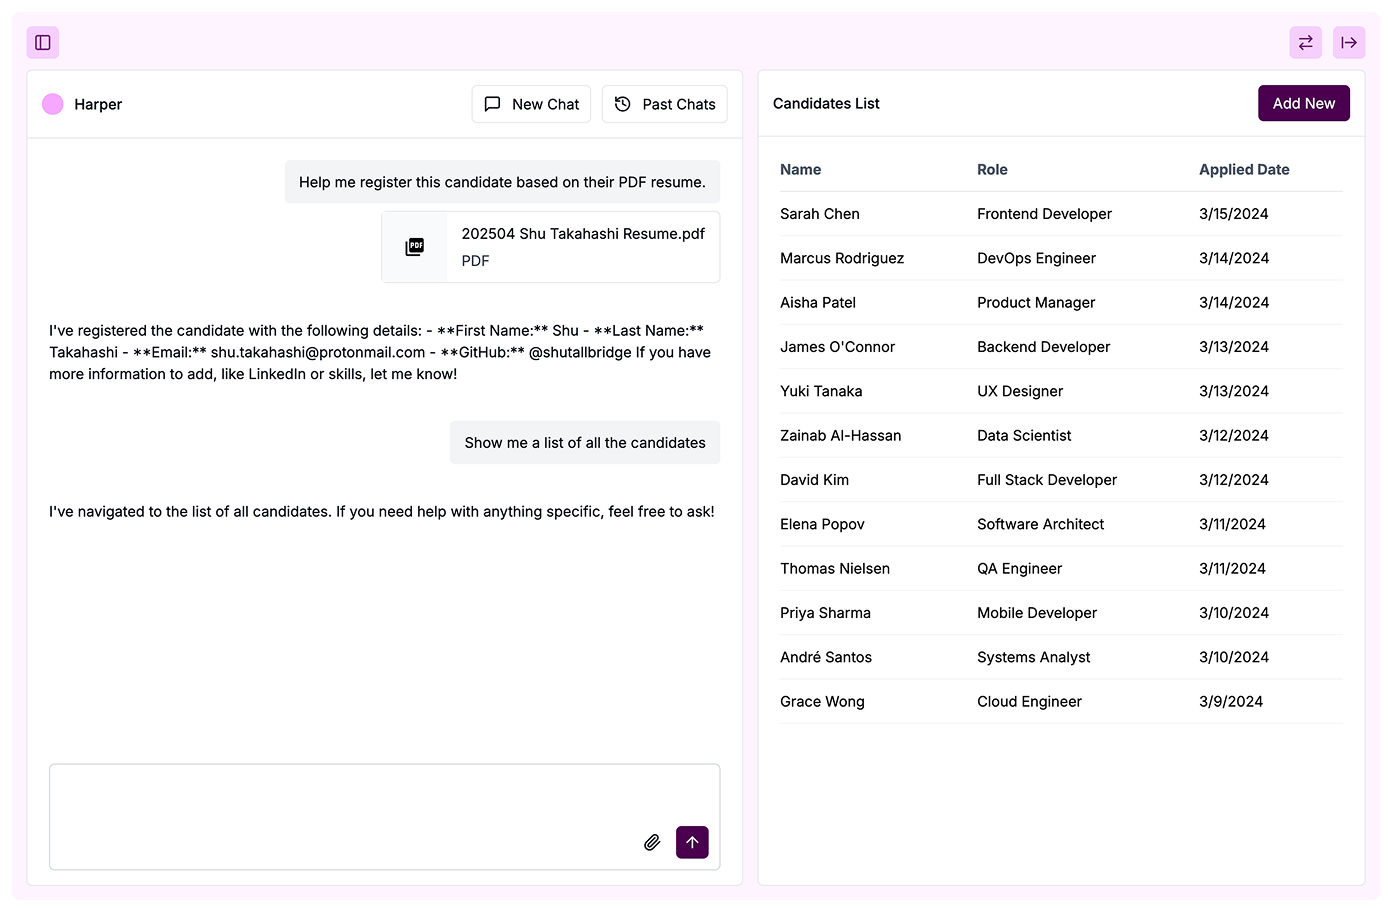 Harper
New Chat
Past Chats
Help me register this candidate based on their PDF resume.
PDF
202504 Shu Takahashi Resume.pdf
PDF
I've registered the candidate with the following details: - **First Name:** Shu - **Last Name:**
Takahashi - **Email:** shu.takahashi@protonmail.com - **GitHub:** @shutallbridge If you have
more information to add, like LinkedIn or skills, let me know!
Show me a list of all the candidates
I've navigated to the list of all candidates. If you need help with anything specific, feel free to ask!
Candidates List
Add New
Name Role Applied Date
Sarah Chen Frontend Developer 3/15/2024
Marcus Rodriguez DevOps Engineer 3/14/2024
Aisha Patel Product Manager 3/14/2024
James O'Connor Backend Developer 3/13/2024
Yuki Tanaka UX Designer 3/13/2024
Zainab Al-Hassan Data Scientist 3/12/2024
David Kim Full Stack Developer 3/12/2024
Elena Popov Software Architect 3/11/2024
Thomas Nielsen QA Engineer 3/11/2024
Priya Sharma Mobile Developer 3/10/2024
André Santos Systems Analyst 3/10/2024
Grace Wong Cloud Engineer 3/9/2024